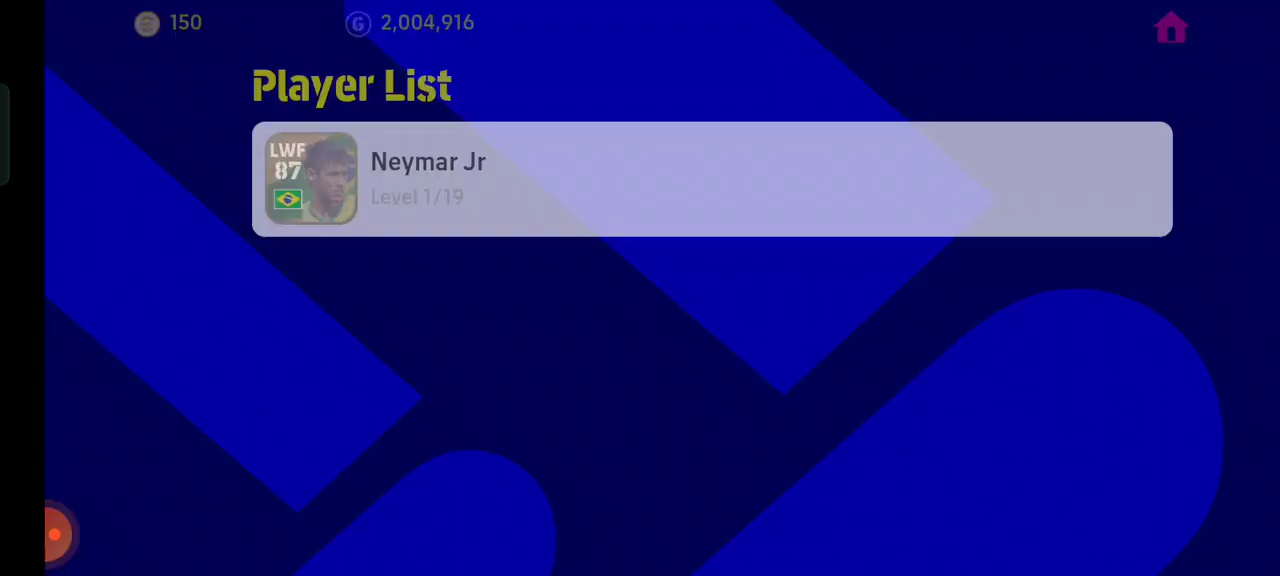 150
2,004,916
Player List
LWF
87
Neymar Jr
Level 1/19